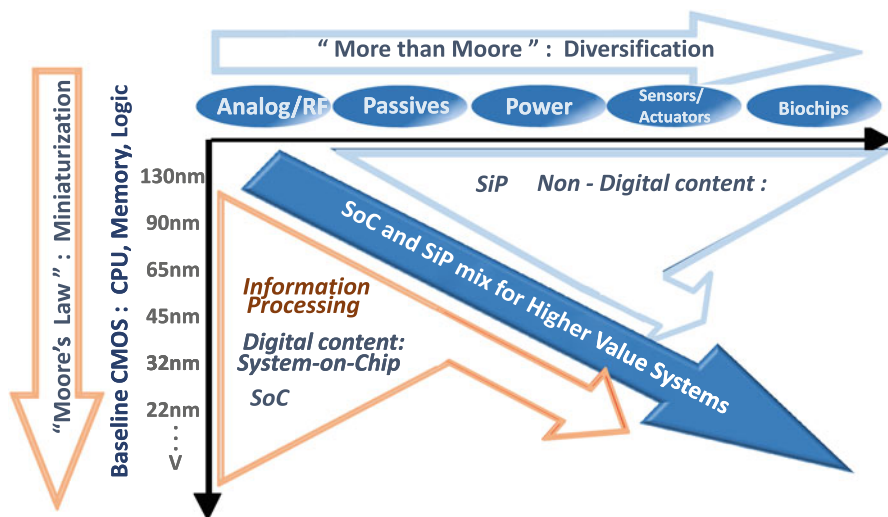 “ More than Moore ” :  Diversification
Analog/RF
Passives
Power
Sensors/
Actuators
Biochips
“Moore’s Law” :  Miniaturization
Baseline CMOS :  CPU, Memory, Logic
130nm
90nm
65nm
45nm
32nm
22nm
⋮
V
SiP    Non - Digital content :
SoC and SiP mix for Higher Value Systems
Information
Processing
Digital content:
System-on-Chip
SoC